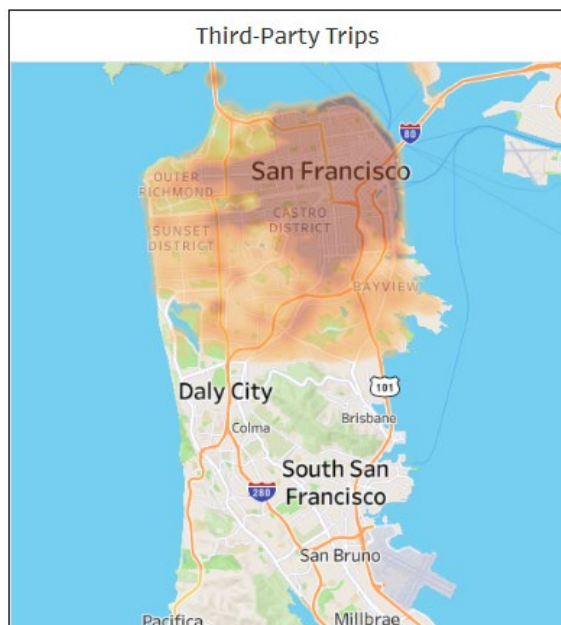 Third-Party Trips
80
San Francisco
OUTER
RICHMOND
CASTRO
DISTRICT
SUNSET
DISTRICT
BAYVIEW
Daly City
101
Colma
Brisbane
South San
Francisco
280
San Bruno
Pacifica
Millbrae